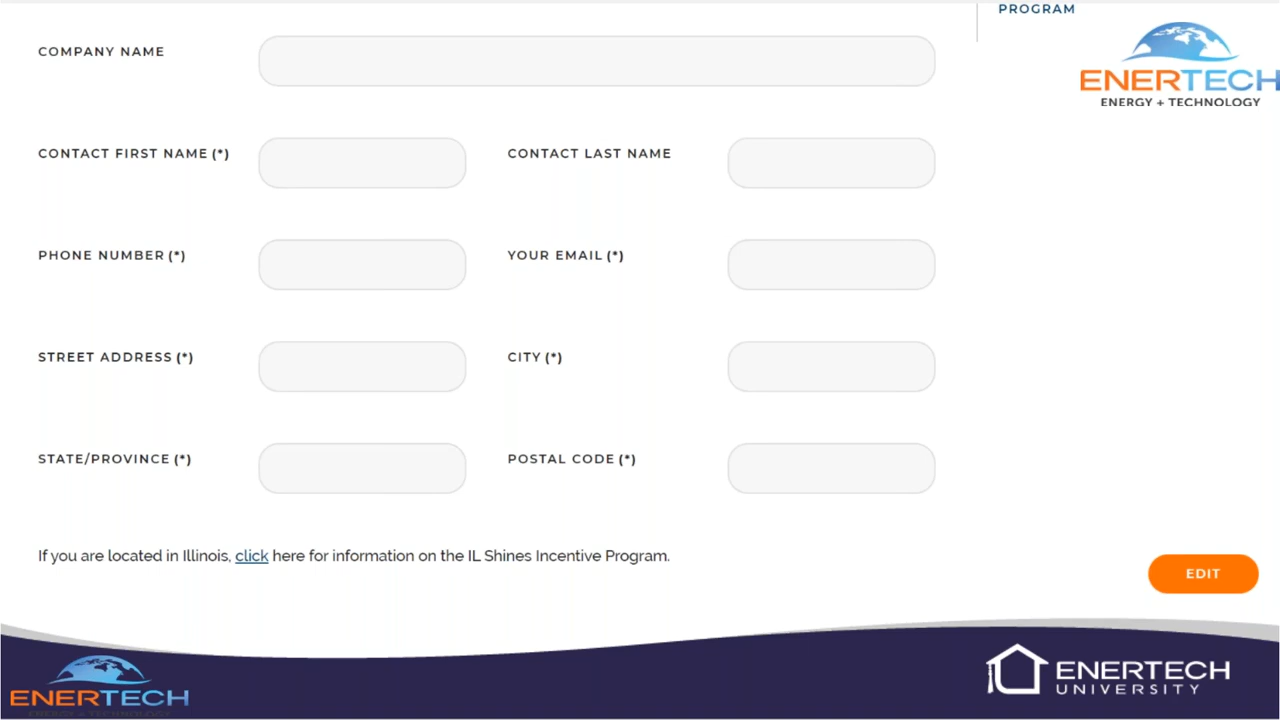 PROGRAM
COMPANY NAME
ENERTECH
ENERGY + TECHNOLOGY
CONTACT FIRST NAME (*) CONTACT LAST NAME
PHONE NUMBER (*) YOUR EMAIL (*)
STREET ADDRESS (*) CITY (*)
STATE/PROVINCE (*) POSTAL CODE (*)
If you are located in Illinois, click here for information on the IL Shines Incentive Program.
EDIT
ENERTECH
ENERGY + TECHNOLOGY
ENERTECH
UNIVERSITY